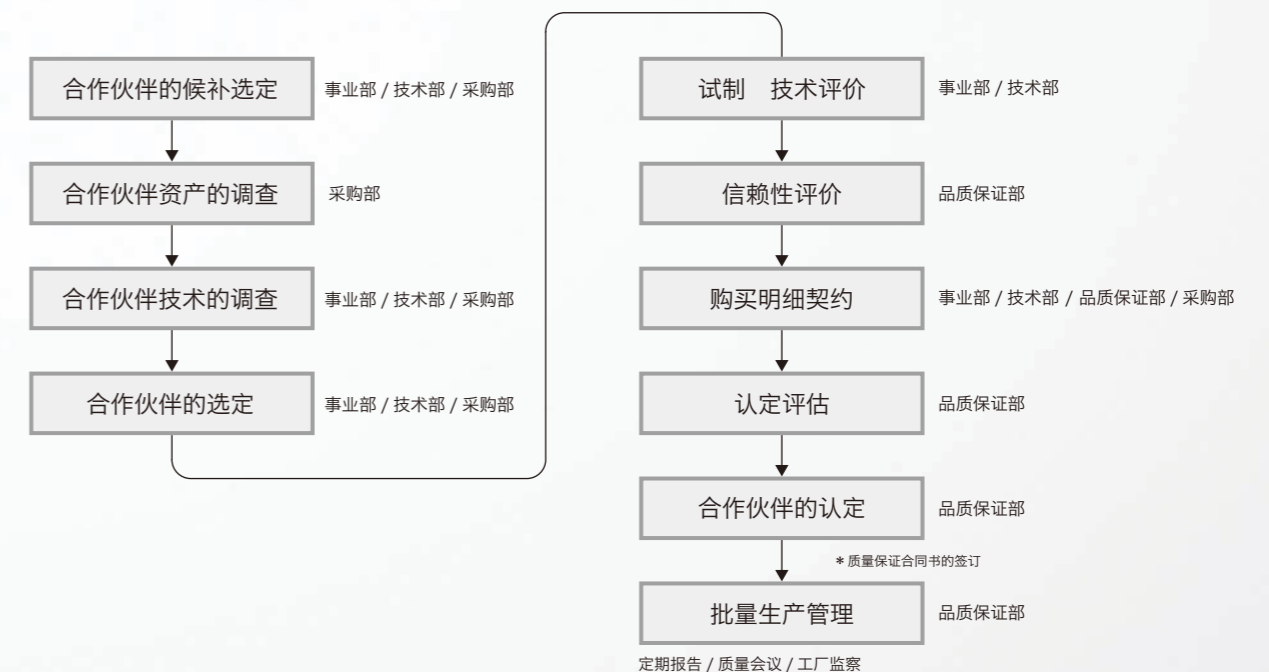 合作伙伴的候补选定 事业部 / 技术部 / 采购部
合作伙伴资产的调查 采购部
合作伙伴技术的调查 事业部 / 技术部 / 采购部
合作伙伴的选定 事业部 / 技术部 / 采购部
试制　技术评价 事业部 / 技术部
信赖性评价 品质保证部
购买明细契约 事业部 / 技术部 / 品质保证部 / 采购部
认定评估 品质保证部
合作伙伴的认定 品质保证部
* 质量保证合同书的签订
批量生产管理 品质保证部
定期报告 / 质量会议 / 工厂监察